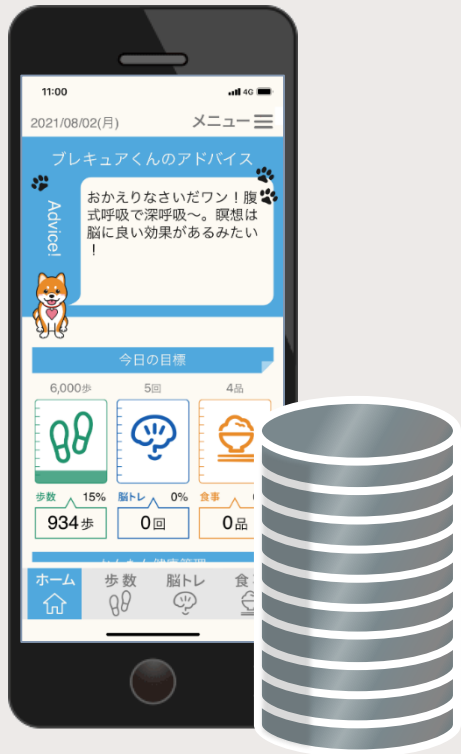 11:00
4G
2021/08/02(月)
メニュー
ブレキュアくんのアドバイス
Advice!
おかえりなさいだワン！腹
式呼吸で深呼吸〜。瞑想は
脳に良い効果があるみたい
！
今日の目標
6,000歩 5回 4品
歩数 15% 脳トレ 0% 食事
934歩 0回 0品
ホーム 歩数 脳トレ 食